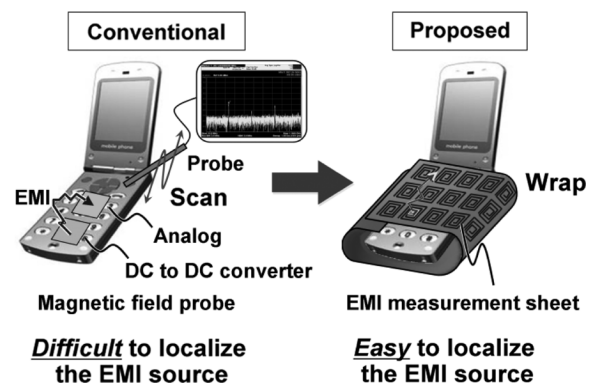 Conventional
Proposed
mobile phone
Probe
EMI
Scan
Analog
DC to DC converter
Magnetic field probe
Difficult to localize
the EMI source
mobile phone
Wrap
EMI measurement sheet
Easy to localize
the EMI source